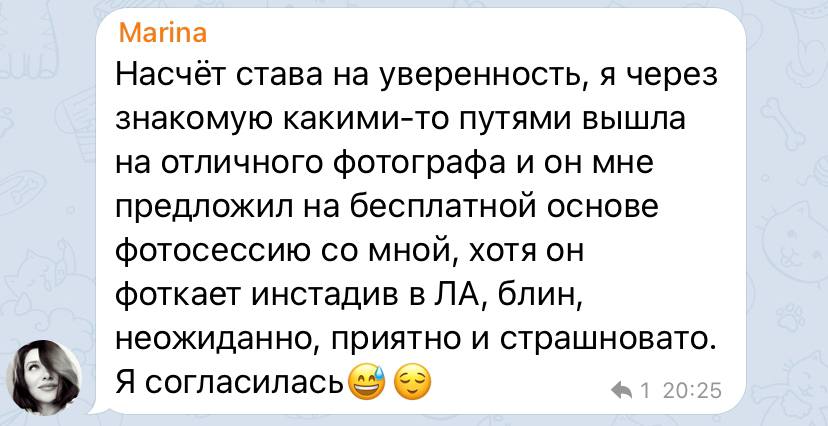 Marina
Насчёт става на уверенность, я через
знакомую какими-то путями вышла
на отличного фотографа и он мне
предложил на бесплатной основе
фотосессию со мной, хотя он
фоткает инстадив в ЛА, блин,
неожиданно, приятно и страшновато.
Я согласилась😅😌
1 20:25